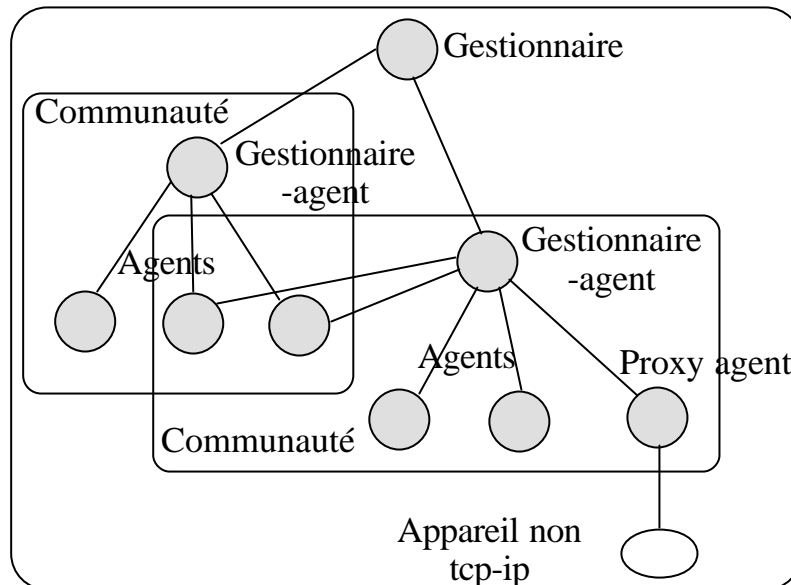 Gestionnaire
Communauté
Gestionnaire
-agent
Gestionnaire
-agent
Agents
Agents
Proxy agent
Communauté
Appareil non
tcp-ip